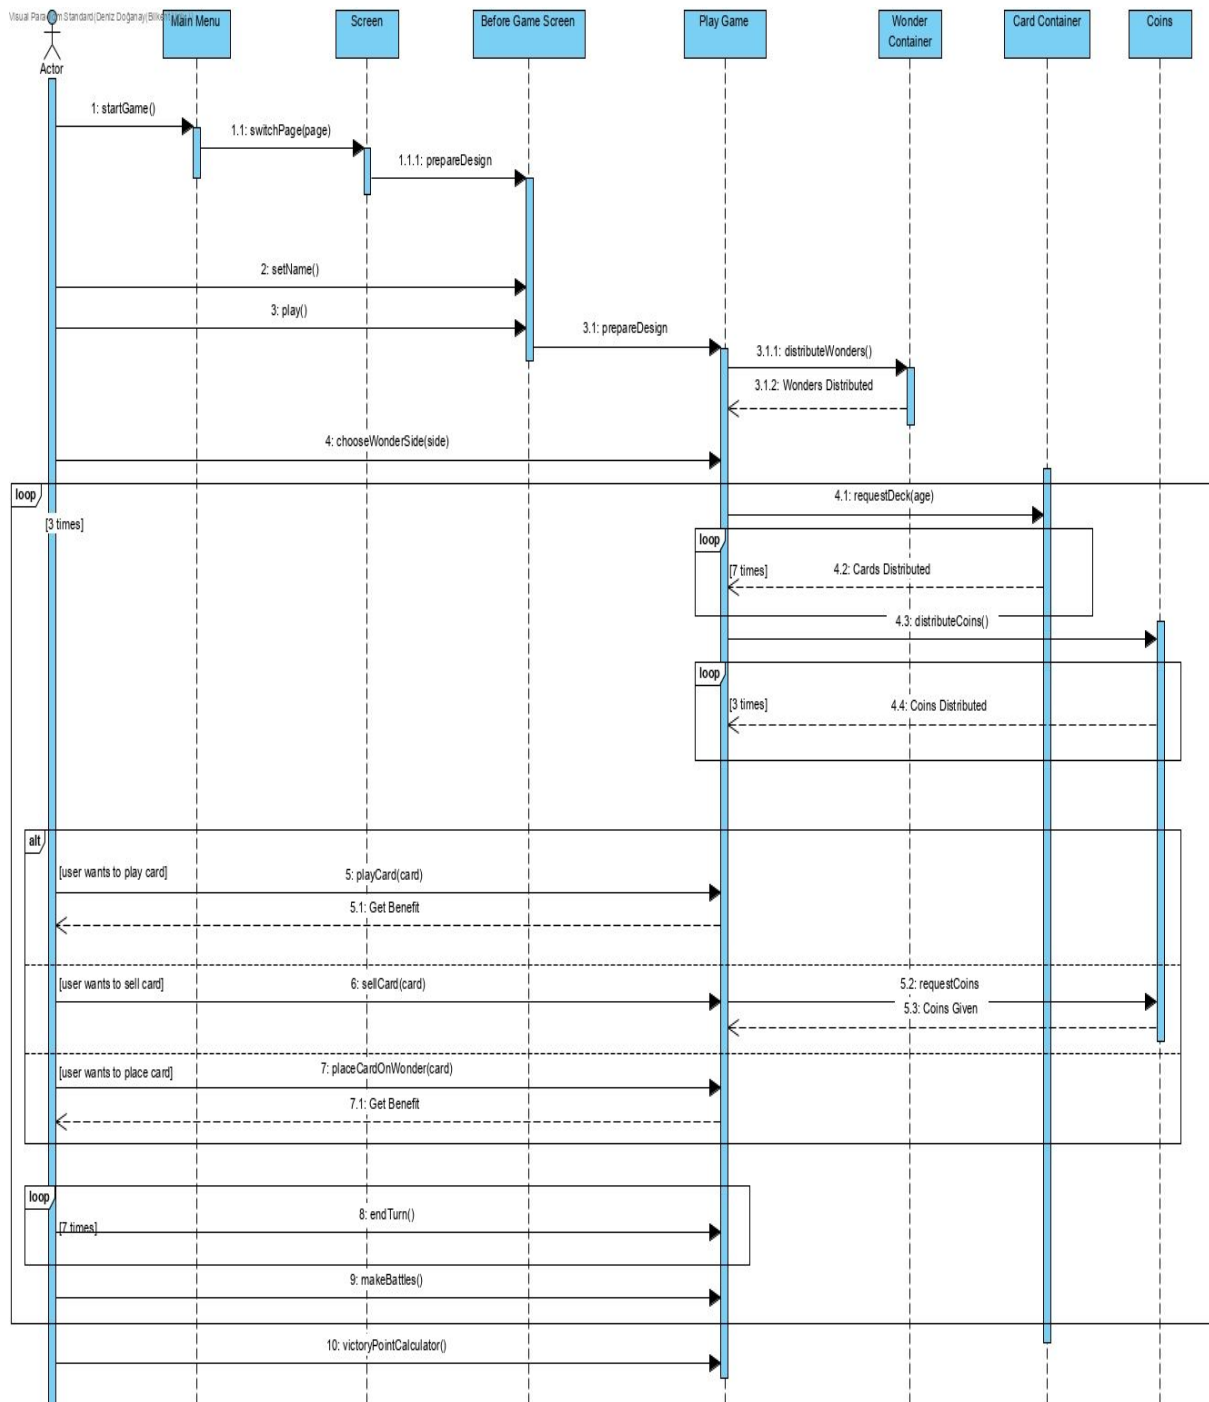 Visual Paradigm Standard(Deniz Doğanay(Bilkent
Actor
Main Menu
Screen
Before Game Screen
Play Game
Wonder
Container
Card Container
Coins
1: startGame()
1.1: switchPage(page)
1.1.1: prepareDesign
2: setName()
3: play()
3.1: prepareDesign
3.1.1: distributeWonders()
3.1.2: Wonders Distributed
4: chooseWonderSide(side)
loop
[3 times]
4.1: requestDeck(age)
loop
[7 times]
4.2: Cards Distributed
4.3: distributeCoins()
loop
[3 times]
4.4: Coins Distributed
alt
[user wants to play card]
5: playCard(card)
5.1: Get Benefit
[user wants to sell card]
6: sellCard(card)
5.2: requestCoins
5.3: Coins Given
[user wants to place card]
7: placeCardOnWonder(card)
7.1: Get Benefit
loop
[7 times]
8: endTurn()
9: makeBattles()
10: victoryPointCalculator()